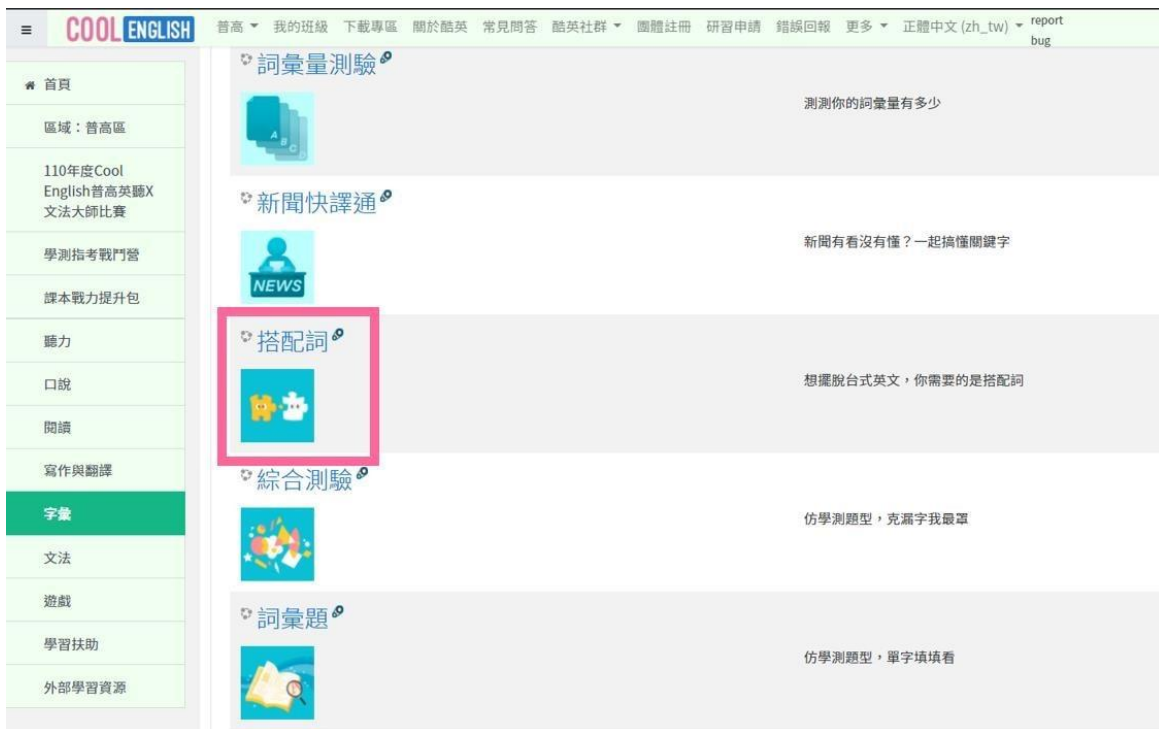 COOL ENGLISH 普高 我的班級 下載專區 關於酷英 常見問答 酷英社群 團體註冊 研習申請 錯誤回報 更多 正體中文 (zh_tw) report bug
首頁
區域：普高區
110年度Cool
English普高英聽X
文法大師比賽
學測指考戰鬥營
課本戰力提升包
聽力
口說
閱讀
寫作與翻譯
字彙
文法
遊戲
學習扶助
外部學習資源
詞彙量測驗
A B C
測測你的詞彙量有多少
新聞快譯通
NEWS
新聞有看沒有懂？一起搞懂關鍵字
搭配詞
想擺脫台式英文，你需要的是搭配詞
綜合測驗
仿學測題型，克漏字我最罩
詞彙題
仿學測題型，單字填填看